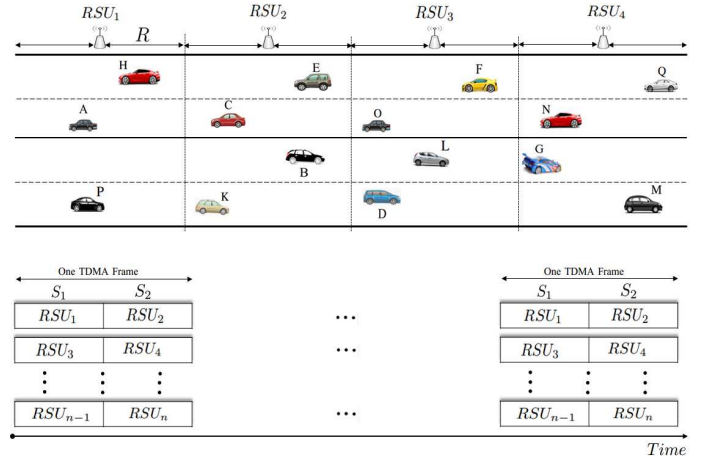 RSU₁ RSU₂ RSU₃ RSU₄
R
H E F Q
A C O N
B L G
P K D M
One TDMA Frame One TDMA Frame
S₁ S₂ S₁ S₂
RSU₁ RSU₂ ... RSU₁ RSU₂
RSU₃ RSU₄ ... RSU₃ RSU₄
RSUₙ₋₁ RSUₙ ... RSUₙ₋₁ RSUₙ
Time